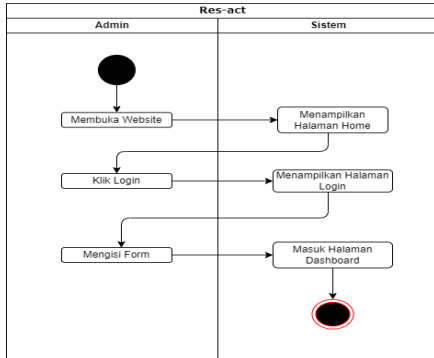 Res-act
Admin
Sistem
Membuka Website
Menampilkan
Halaman Home
Klik Login
Menampilkan Halaman
Login
Mengisi Form
Masuk Halaman
Dashboard